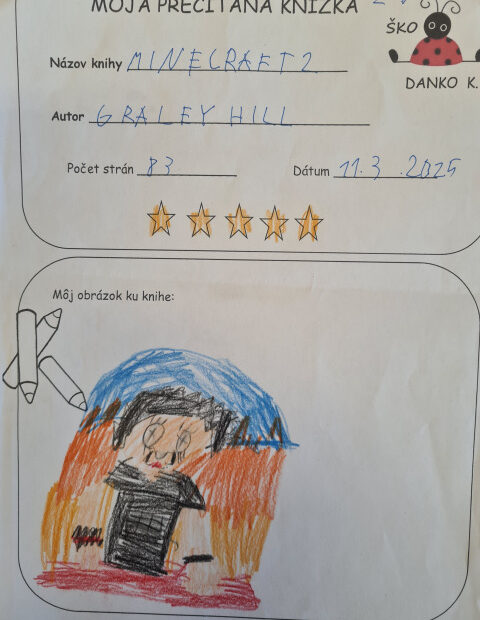 MOJA PREČÍTANÁ KNIŽKA
ŠKO
DANKO K.
Názov knihy MINECRAFT 2
Autor GRALEY HILL
Počet strán 83
Dátum 11.3.2025
Môj obrázok ku knihe: